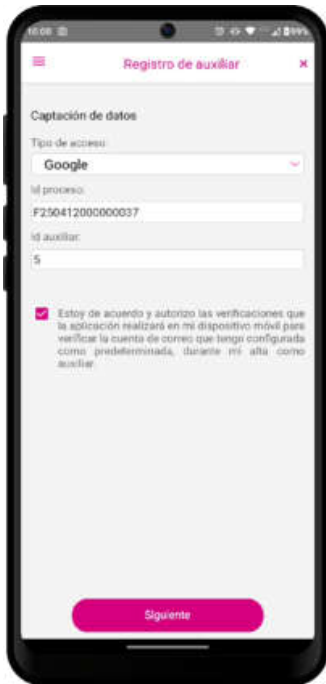 Registro de auxiliar
×
Captación de datos
Tipo de acceso:
Google
Id proceso:
F250412000000037
Id auxiliar:
5
Estoy de acuerdo y autorizo las verificaciones que
la aplicación realizará en mi dispositivo móvil para
verificar la cuenta de correo que tengo configurada
como predeterminada, durante mi alta como
auxiliar.
Siguiente